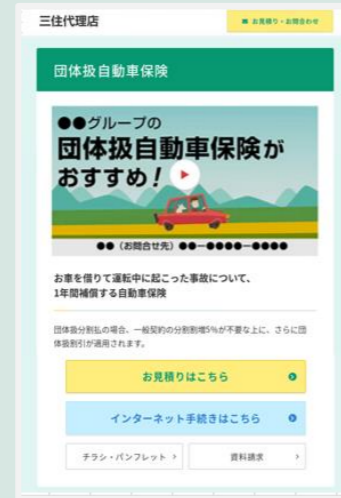 三住代理店
お見積り・お問合わせ
団体扱自動車保険
●●グループの
団体扱自動車保険が
おすすめ!
●●（お問合せ先）●●ー●●●●ー●●●●
お車を借りて運転中に起こった事故について、
1年間補償する自動車保険
団体扱分割払の場合、一般契約の分割割増5%が不要な上に、さらに団
体扱割引が適用されます。
お見積りはこちら
インターネット手続きはこちら
チラシ・パンフレット
資料請求